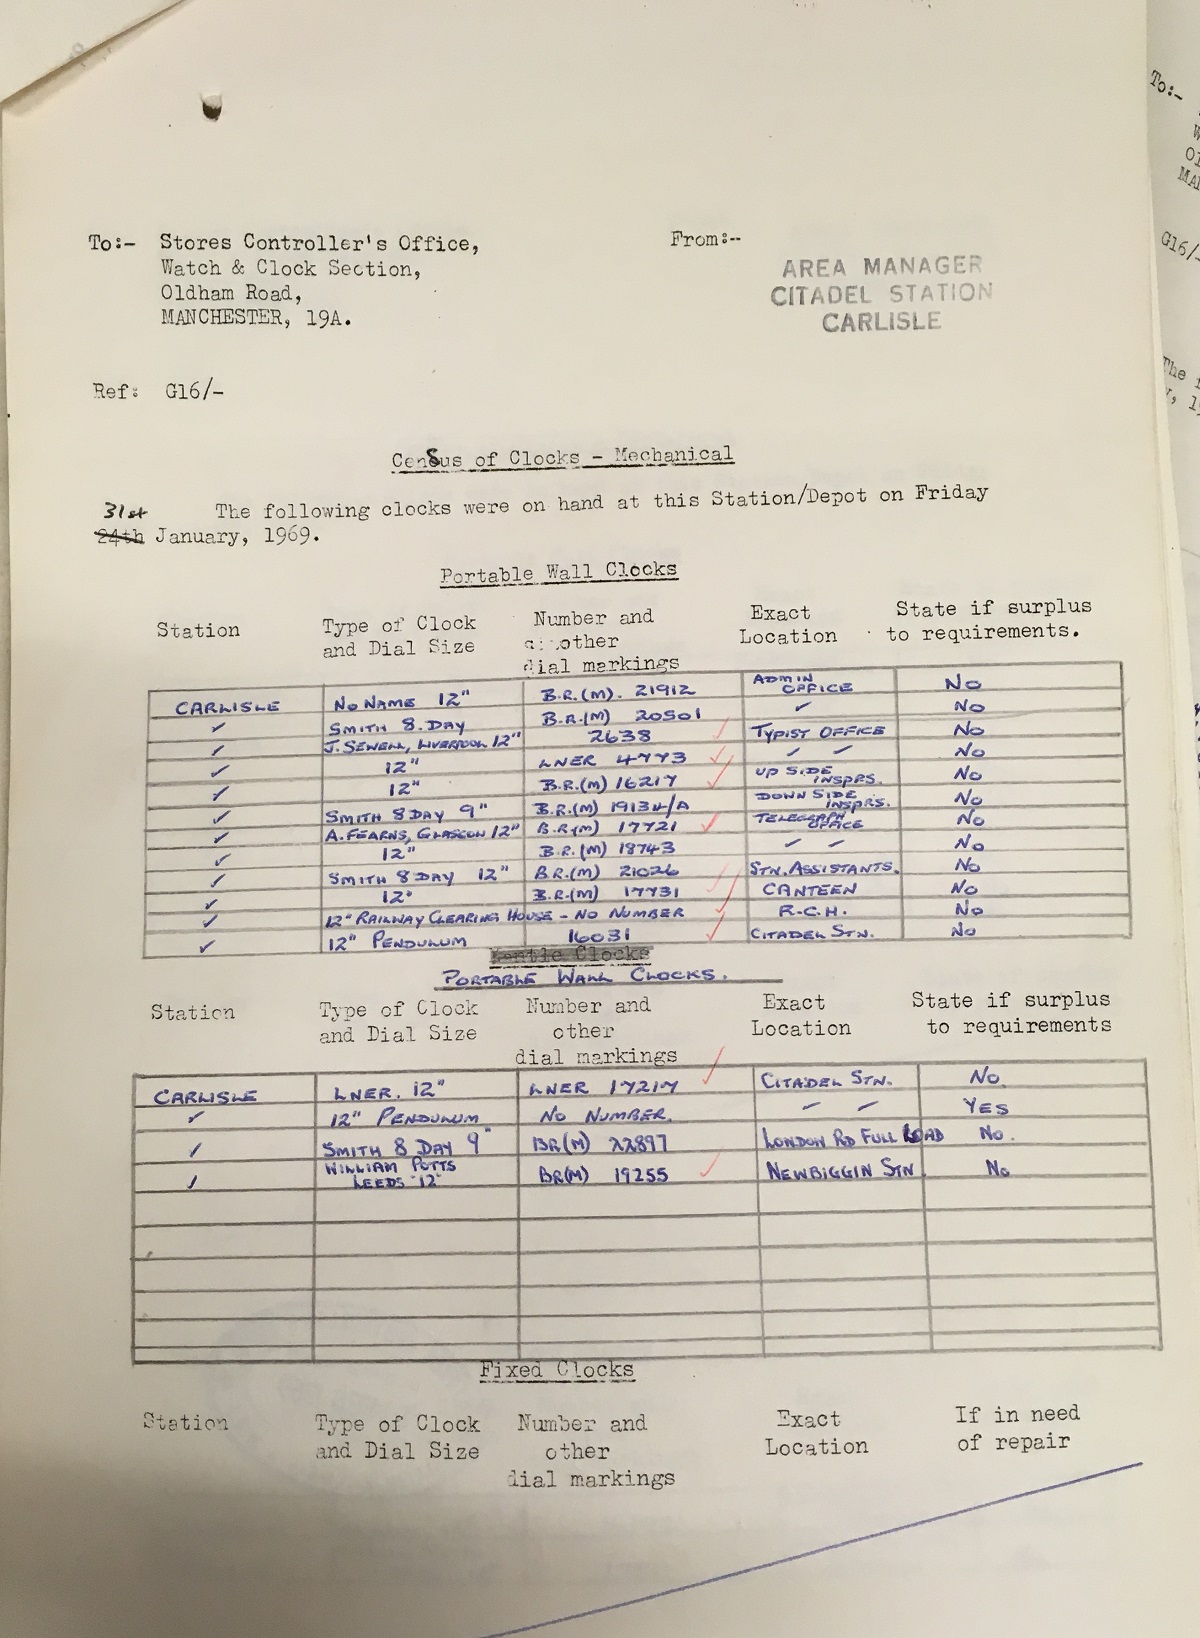 To:- Stores Controller's Office,
Watch & Clock Section,
Oldham Road,
MANCHESTER, 19A.
From:--
AREA MANAGER
CITADEL STATION
CARLISLE
Ref: G16/-
Census of Clocks - Mechanical
31st The following clocks were on hand at this Station/Depot on Friday
24th January, 1969.
Portable Wall Clocks
Station Type of Clock and Dial Size Number and other dial markings Exact Location State if surplus to requirements.
CARLISLE NO NAME 12" B.R.(M). 21912 ADMIN OFFICE NO
✓ SMITH 8. DAY B.R.(M) 20501 ✓ NO
✓ J. SEWELL, LIVERPOOL 12" 2638 TYPIST OFFICE NO
✓ 12" LNER 4773 ✓ ✓ NO
✓ 12" B.R.(M) 16217 UP SIDE INSPRS. NO
✓ SMITH 8 DAY 9" B.R.(M) 19134/A DOWN SIDE INSPRS. NO
✓ A. FEARNS, GLASGOW 12" B.R.(M) 17721 TELEGRAPH OFFICE NO
✓ 12" B.R.(M) 18743 ✓ ✓ NO
✓ SMITH 8 DAY 12" B.R.(M) 21026 STN. ASSISTANTS. NO
✓ 12" B.R.(M) 17731 CANTEEN NO
✓ 12" RAILWAY CLEARING HOUSE - NO NUMBER R.C.H. NO
✓ 12" PENDULUM 16031 CITADEL STN. NO
Mantle Clocks
PORTABLE WALL CLOCKS.
Station Type of Clock and Dial Size Number and other dial markings Exact Location State if surplus to requirements
CARLISLE LNER. 12" LNER 17217 CITADEL STN. NO
✓ 12" PENDULUM NO NUMBER. ✓ ✓ YES
✓ SMITH 8 DAY 9" BR(M) 22897 LONDON RD FULL LOAD NO.
✓ WILLIAM POTTS LEEDS 12" BR(M) 19255 NEWBIGGIN STN. NO
Fixed Clocks
Station Type of Clock and Dial Size Number and other dial markings Exact Location If in need of repair
To:-
G16/-